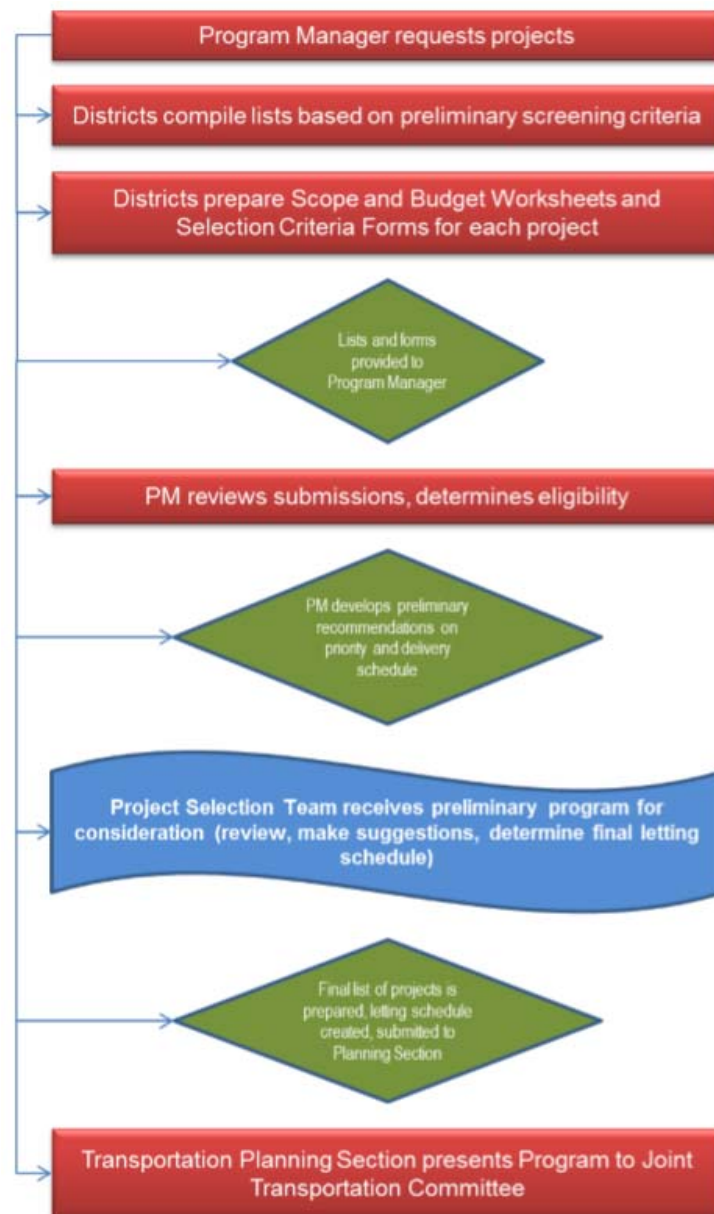 Program Manager requests projects
Districts compile lists based on preliminary screening criteria
Districts prepare Scope and Budget Worksheets and
Selection Criteria Forms for each project
Lists and forms
provided to
Program Manager
PM reviews submissions, determines eligibility
PM develops preliminary
recommendations on
priority and delivery
schedule
Project Selection Team receives preliminary program for
consideration (review, make suggestions, determine final letting
schedule)
Final list of projects is
prepared, letting schedule
created, submitted to
Planning Section
Transportation Planning Section presents Program to Joint
Transportation Committee